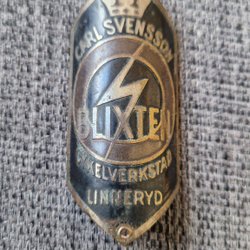 CARL SVENSSON
BLIXTEN
CYKELVERKSTAD
LINNERYD